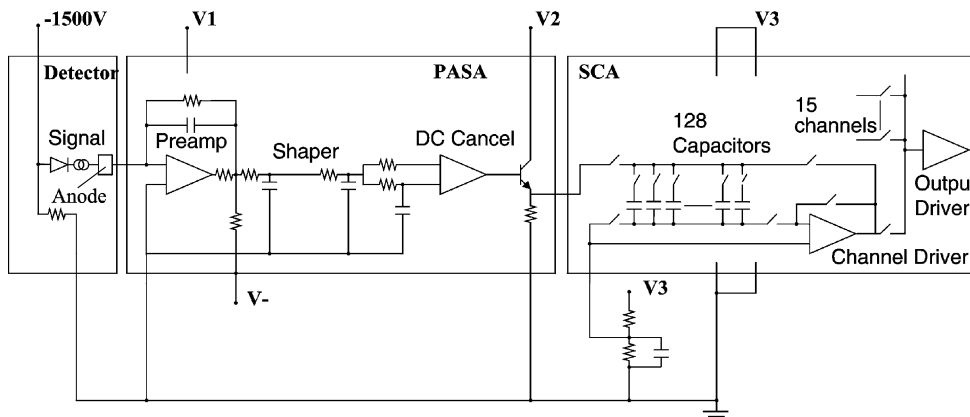 -1500V
V1
V2
V3
Detector
PASA
SCA
Signal
Anode
Preamp
Shaper
DC Cancel
128
Capacitors
15
channels
Output
Driver
Channel Driver
V-
V3